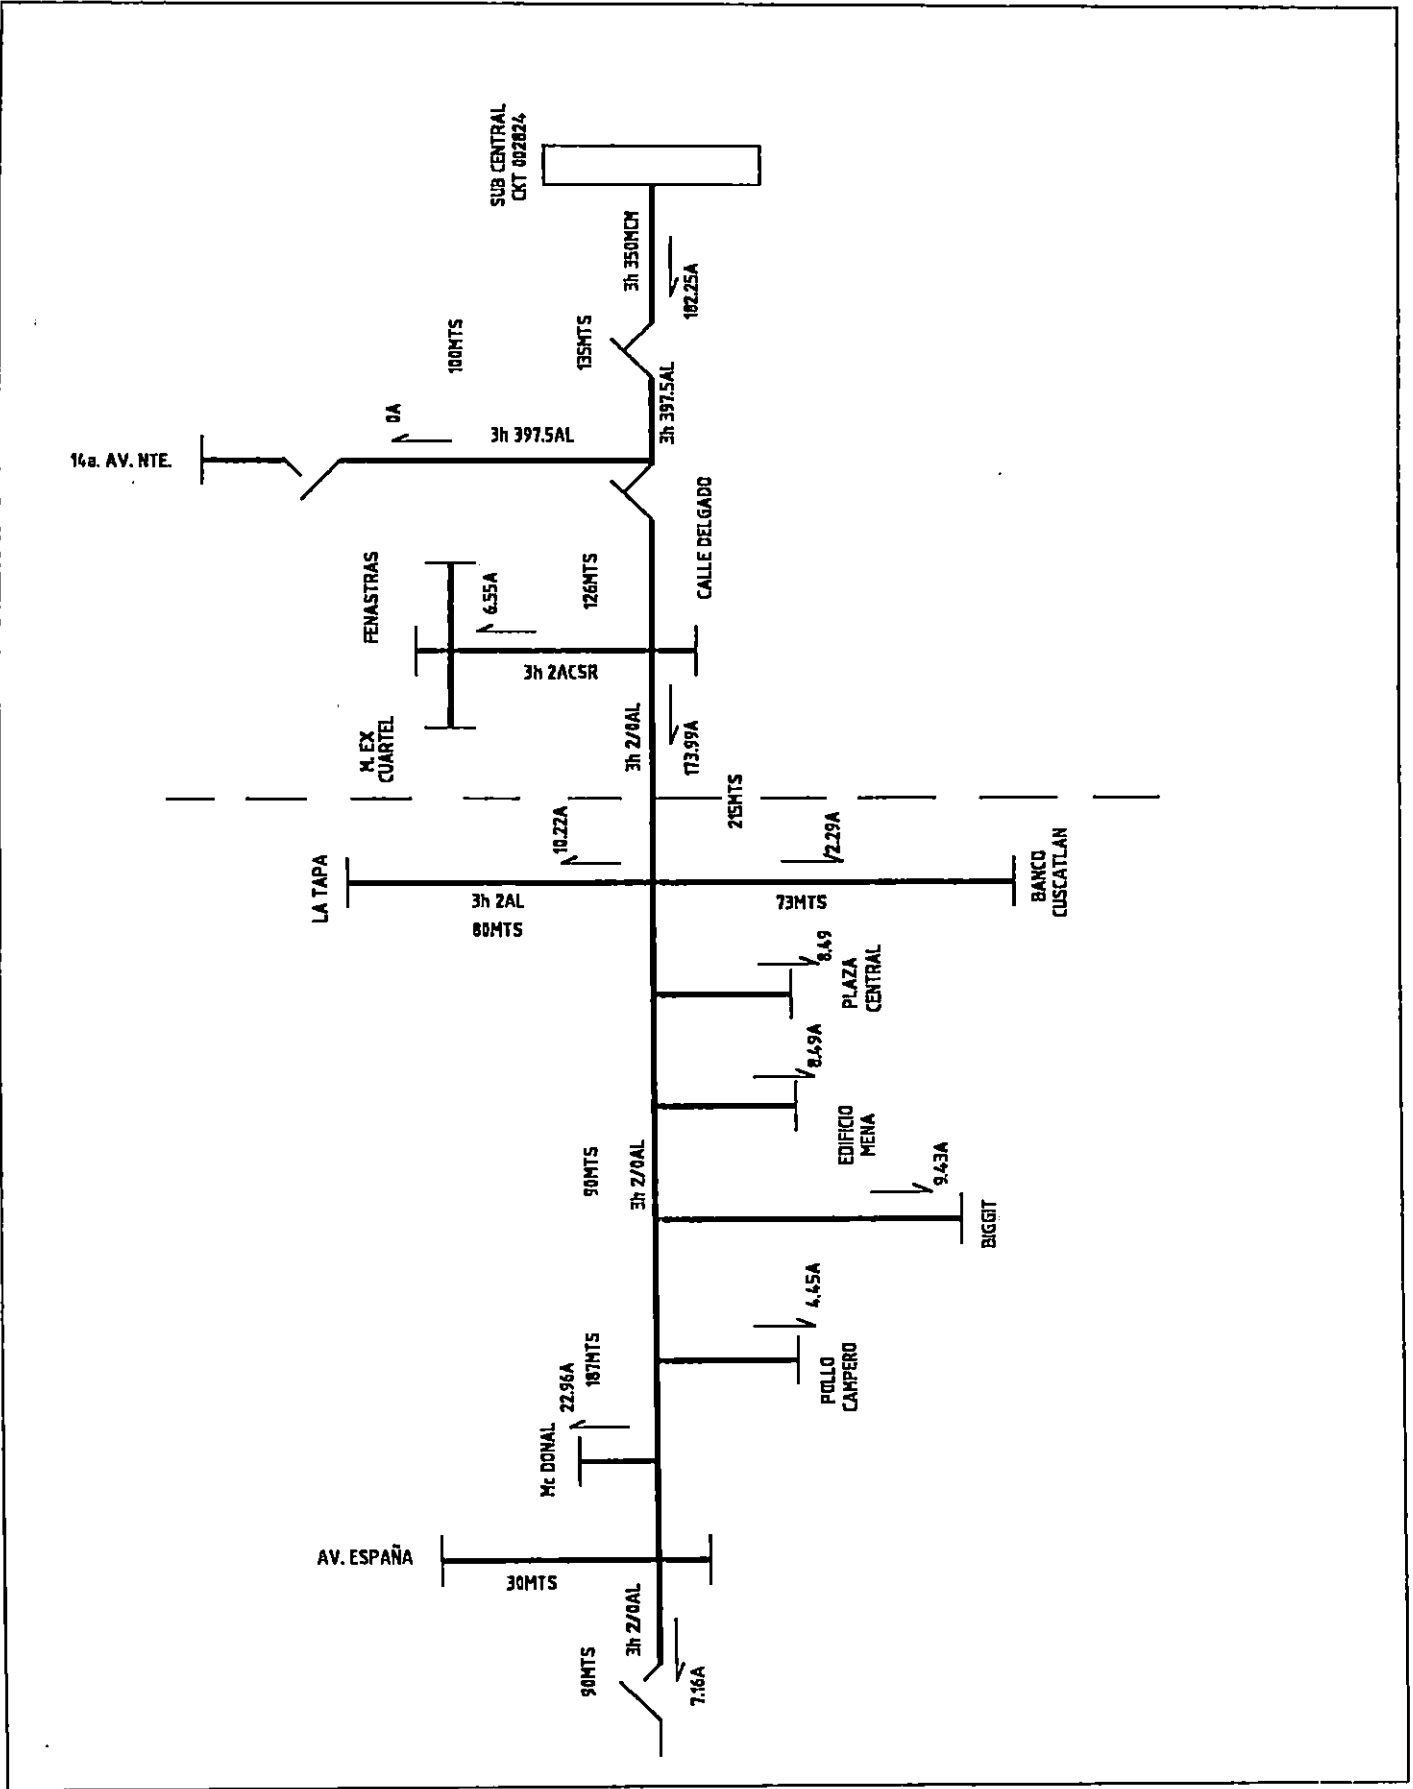 SUB CENTRAL
CKT 002824
3h 350MCM
182.25A
100MTS
135MTS
3h 397.5AL
0A
3h 397.5AL
14a. AV. NTE.
CALLE DELGADO
FENASTRAS
6.55A
126MTS
3h 2ACSR
M. EX
CUARTEL
3h 2/0AL
173.99A
215MTS
10.22A
2.29A
LA TAPA
3h 2AL
80MTS
73MTS
BANCO
CUSCATLAN
8.49
PLAZA
CENTRAL
8.49A
EDIFICIO
MENA
90MTS
3h 2/0AL
9.43A
BIGGIT
4.45A
POLLO
CAMPERO
187MTS
22.96A
Mc DONAL
AV. ESPAÑA
30MTS
3h 2/0AL
90MTS
7.16A